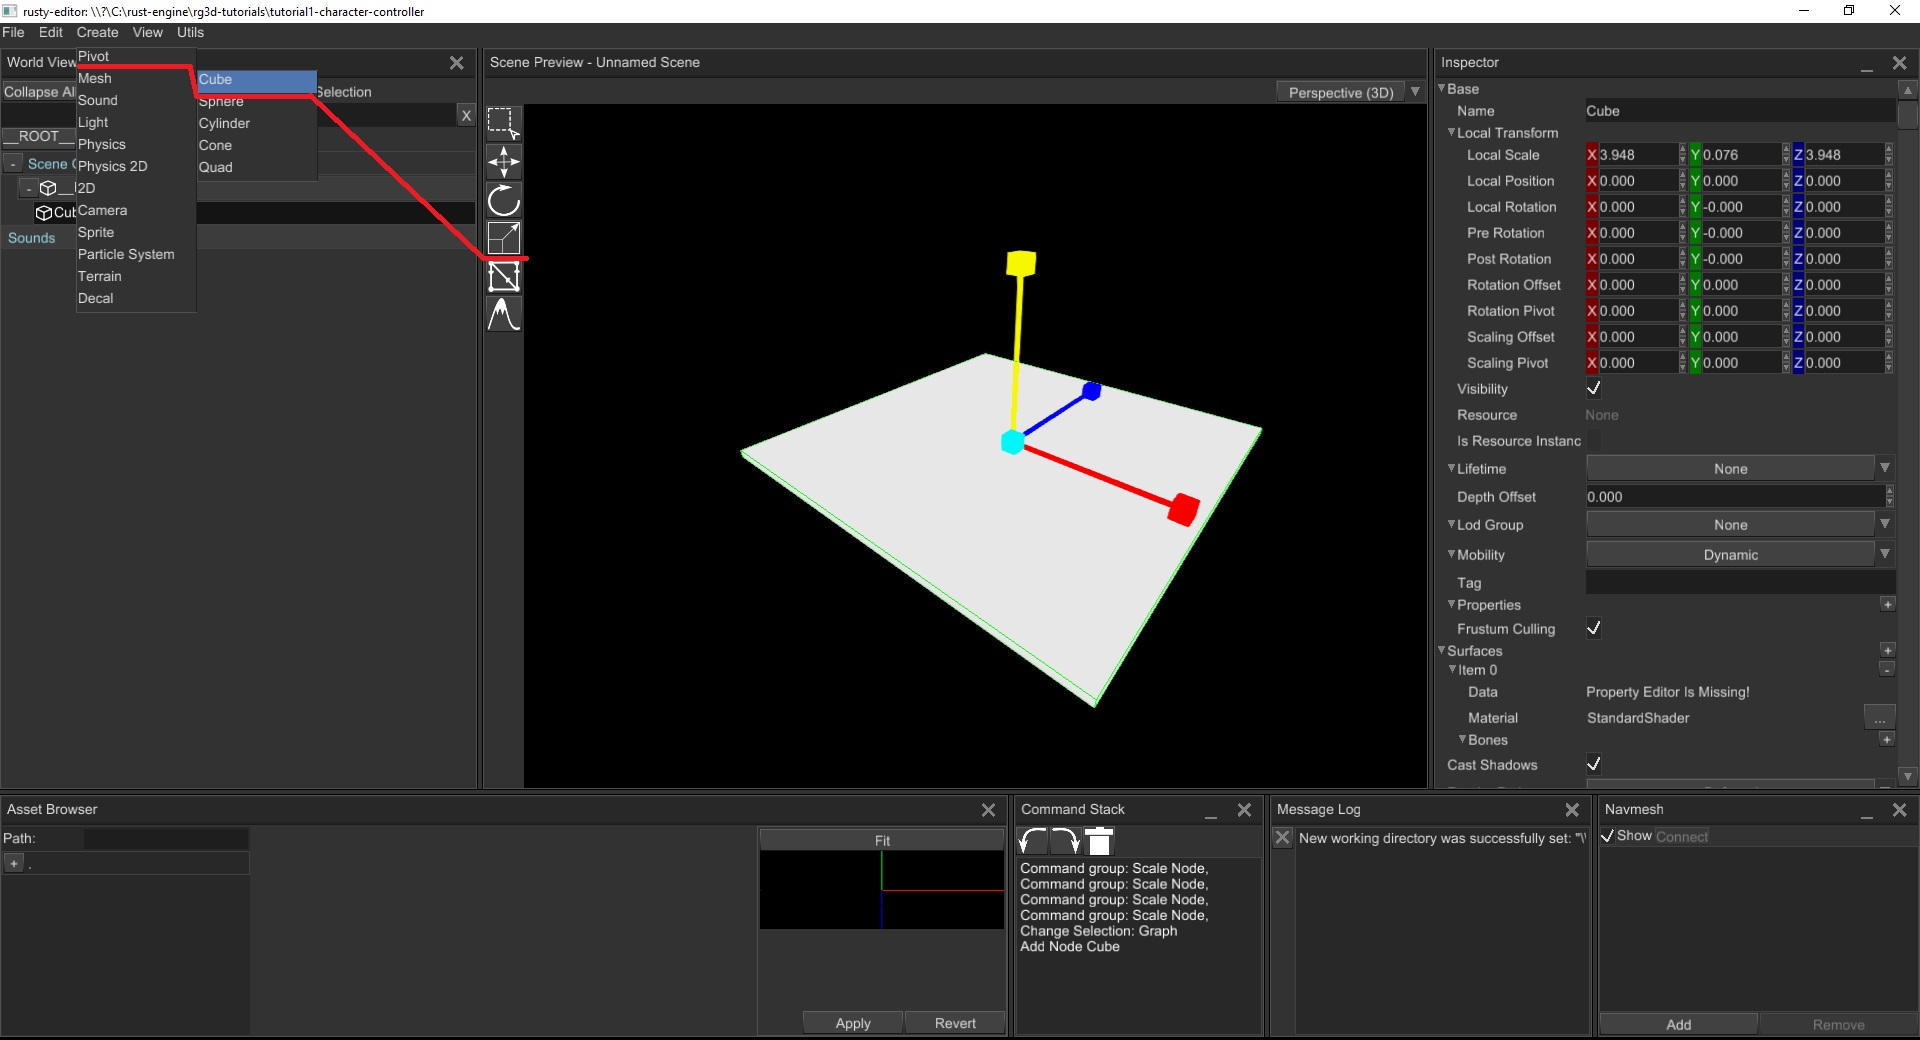 rusty-editor: \\?\C:\rust-engine\rg3d-tutorials\tutorial1-character-controller
File Edit Create View Utils
World View
Collapse Al
Selection
X
__ROOT__
- Scene G
-
Cub
Sounds
Pivot
Mesh
Sound
Light
Physics
Physics 2D
2D
Camera
Sprite
Particle System
Terrain
Decal
Cube
Sphere
Cylinder
Cone
Quad
Scene Preview - Unnamed Scene
Perspective (3D)
Inspector
Base
Name Cube
Local Transform
Local Scale X 3.948 Y 0.076 Z 3.948
Local Position X 0.000 Y 0.000 Z 0.000
Local Rotation X 0.000 Y -0.000 Z 0.000
Pre Rotation X 0.000 Y -0.000 Z 0.000
Post Rotation X 0.000 Y -0.000 Z 0.000
Rotation Offset X 0.000 Y 0.000 Z 0.000
Rotation Pivot X 0.000 Y 0.000 Z 0.000
Scaling Offset X 0.000 Y 0.000 Z 0.000
Scaling Pivot X 0.000 Y 0.000 Z 0.000
Visibility
Resource None
Is Resource Instanc
Lifetime None
Depth Offset 0.000
Lod Group None
Mobility Dynamic
Tag
Properties +
Frustum Culling
Surfaces +
Item 0 -
Data Property Editor Is Missing!
Material StandardShader ...
Bones +
Cast Shadows
Asset Browser
Path:
+ .
Fit
Apply Revert
Command Stack
Command group: Scale Node,
Command group: Scale Node,
Command group: Scale Node,
Command group: Scale Node,
Change Selection: Graph
Add Node Cube
Message Log
New working directory was successfully set: "\
Navmesh
Show Connect
Add Remove